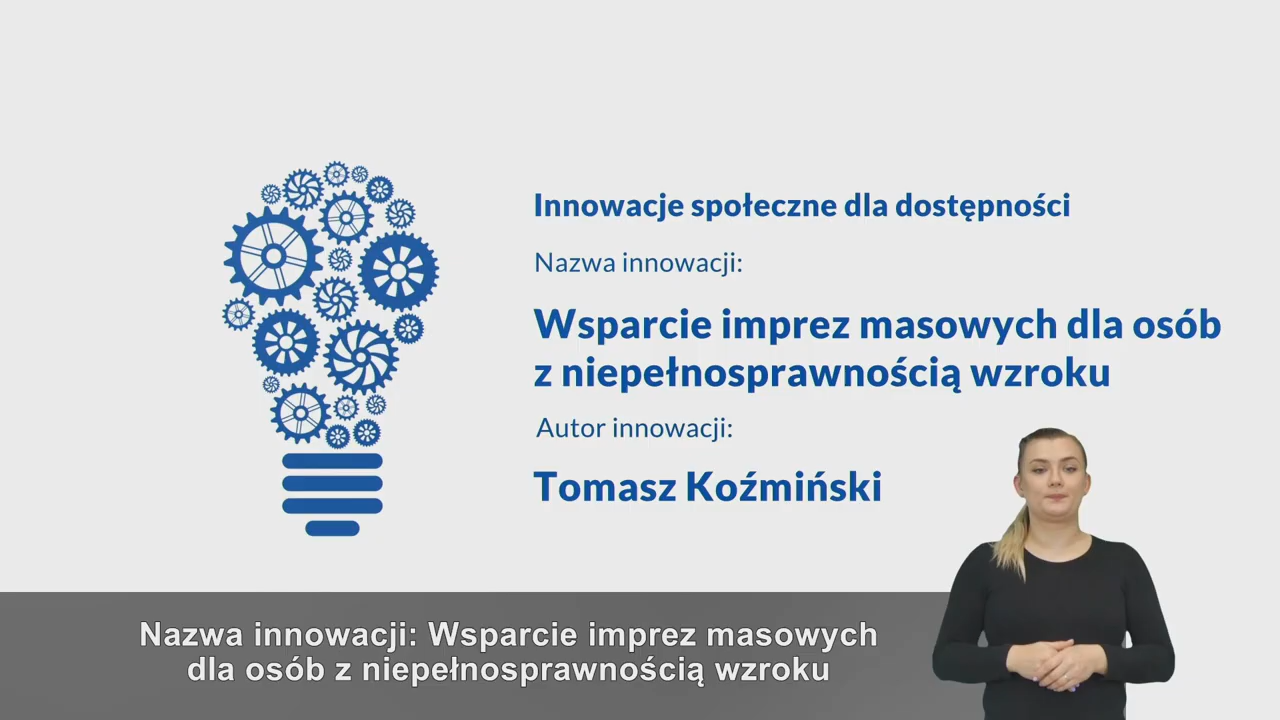 Innowacje społeczne dla dostępności
Nazwa innowacji:
Wsparcie imprez masowych dla osób
z niepełnosprawnością wzroku
Autor innowacji:
Tomasz Koźmiński
Nazwa innowacji: Wsparcie imprez masowych
dla osób z niepełnosprawnością wzroku